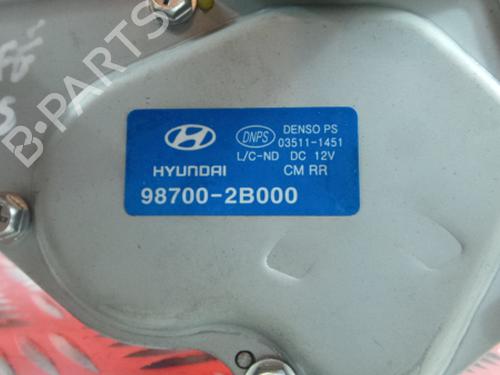 B-PARTS
DNPS
DENSO PS
03511-1451
L/C-ND DC 12V
HYUNDAI
CM RR
98700-2B000